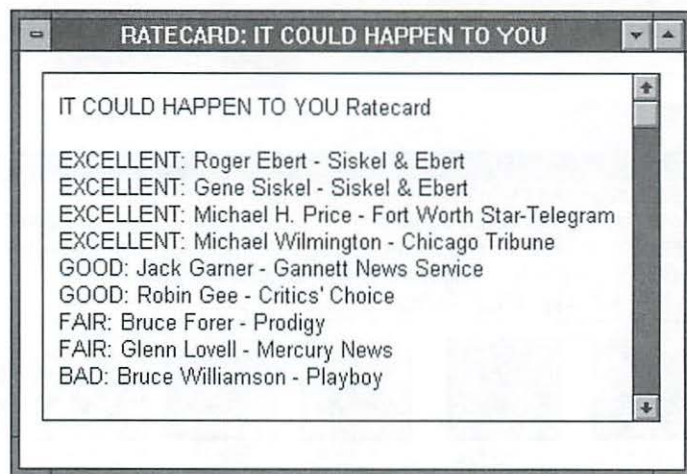 RATECARD: IT COULD HAPPEN TO YOU
IT COULD HAPPEN TO YOU Ratecard
EXCELLENT: Roger Ebert - Siskel & Ebert
EXCELLENT: Gene Siskel - Siskel & Ebert
EXCELLENT: Michael H. Price - Fort Worth Star-Telegram
EXCELLENT: Michael Wilmington - Chicago Tribune
GOOD: Jack Garner - Gannett News Service
GOOD: Robin Gee - Critics' Choice
FAIR: Bruce Forer - Prodigy
FAIR: Glenn Lovell - Mercury News
BAD: Bruce Williamson - Playboy